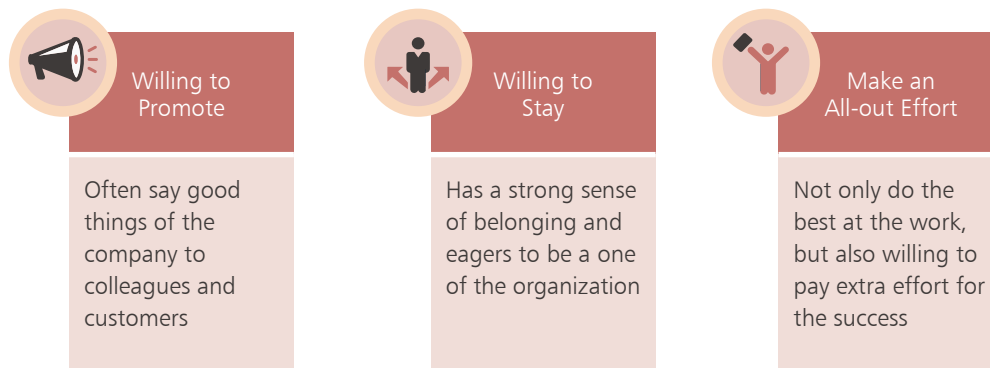 Willing to
Promote
Often say good
things of the
company to
colleagues and
customers
Willing to
Stay
Has a strong sense
of belonging and
eagers to be a one
of the organization
Make an
All-out Effort
Not only do the
best at the work,
but also willing to
pay extra effort for
the success